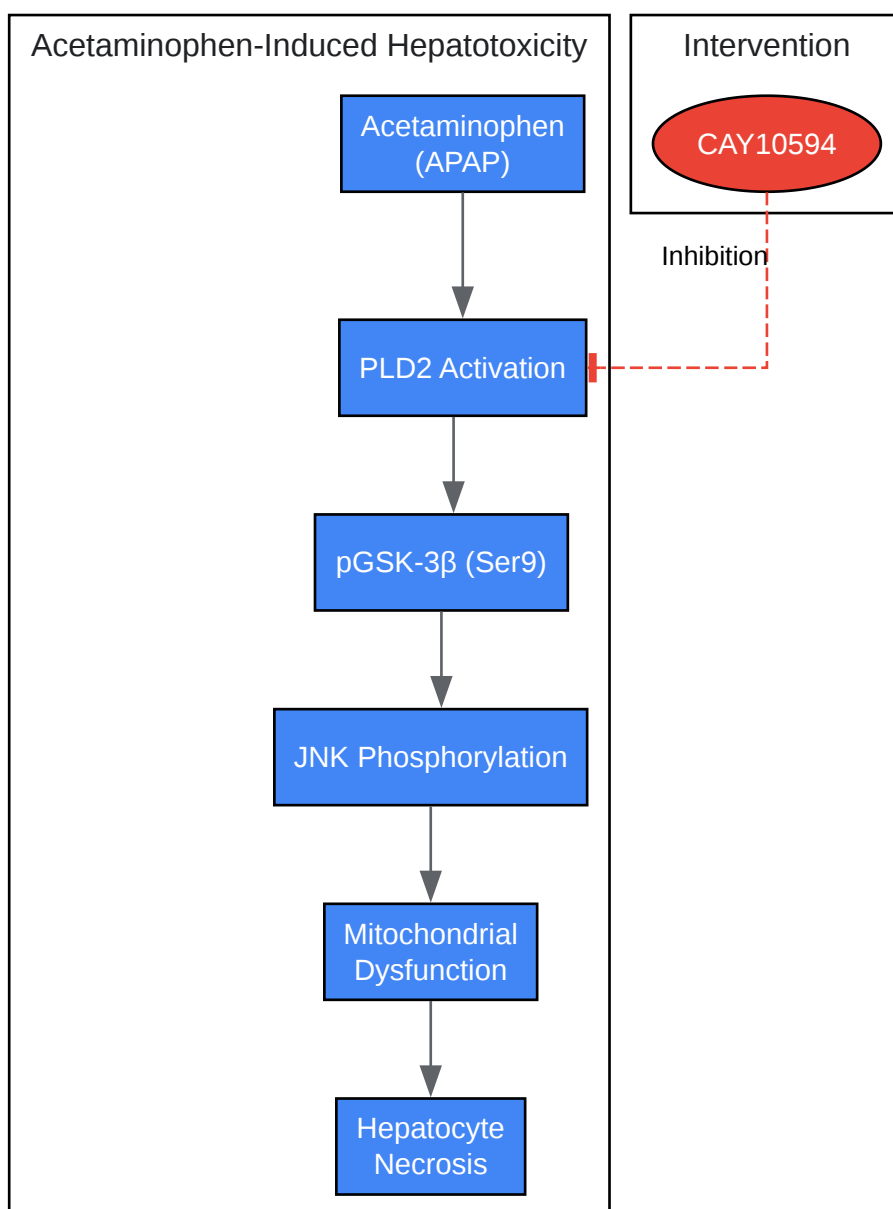 Acetaminophen-Induced Hepatotoxicity
Intervention
Acetaminophen
(APAP)
CAY10594
Inhibition
PLD2 Activation
pGSK-3β (Ser9)
JNK Phosphorylation
Mitochondrial
Dysfunction
Hepatocyte
Necrosis